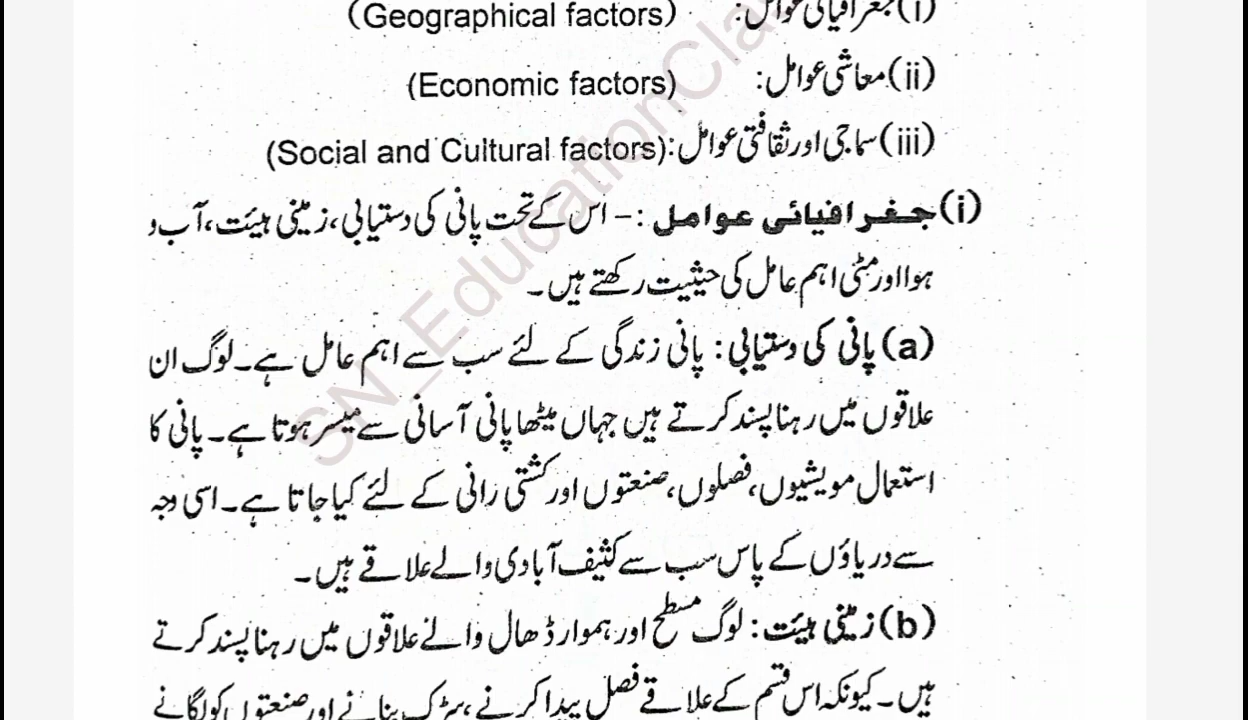 (i) جغرافیائی عوامل: (Geographical factors)
(ii) معاشی عوامل: (Economic factors)
(iii) سماجی اور ثقافتی عوامل: (Social and Cultural factors)
(i) جغرافیائی عوامل :– اس کے تحت پانی کی دستیابی، زمینی ہیئت، آب و
ہوا اور مٹی اہم عامل کی حیثیت رکھتے ہیں۔
(a) پانی کی دستیابی : پانی زندگی کے لئے سب سے اہم عامل ہے۔ لوگ ان
علاقوں میں رہنا پسند کرتے ہیں جہاں میٹھا پانی آسانی سے میسر ہوتا ہے۔ پانی کا
استعمال مویشیوں، فصلوں، صنعتوں اور کشتی رانی کے لئے کیا جاتا ہے۔ اسی وجہ
سے دریاؤں کے پاس سب سے کثیف آبادی والے علاقے ہیں۔
(b) زمینی ہیئت : لوگ مسطح اور ہموار ڈھال والے علاقوں میں رہنا پسند کرتے
ہیں۔ کیونکہ اس قسم کے علاقے فصل پیدا کرنے، سڑک بنانے اور صنعتوں کو لگانے
SN_EducationCla